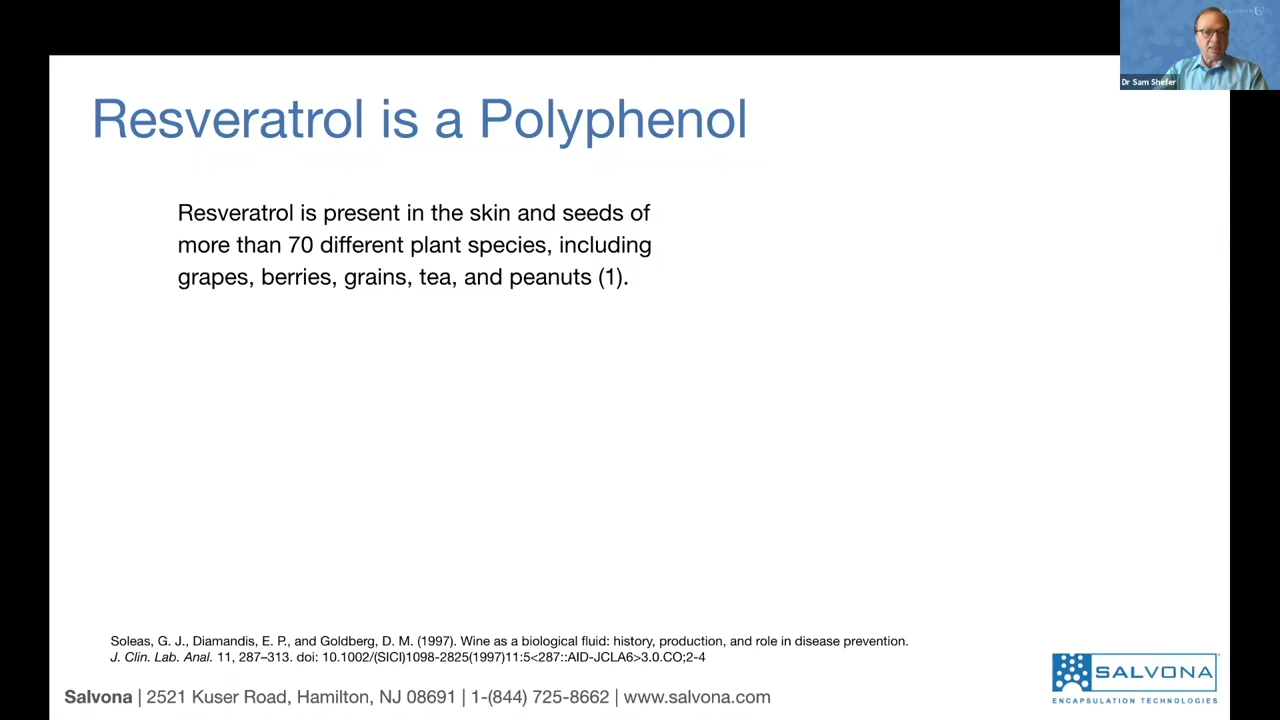 SALVONA
Dr Sam Shefer
Resveratrol is a Polyphenol
Resveratrol is present in the skin and seeds of
more than 70 different plant species, including
grapes, berries, grains, tea, and peanuts (1).
Soleas, G. J., Diamandis, E. P., and Goldberg, D. M. (1997). Wine as a biological fluid: history, production, and role in disease prevention.
J. Clin. Lab. Anal. 11, 287–313. doi: 10.1002/(SICI)1098-2825(1997)11:5<287::AID-JCLA6>3.0.CO;2-4
Salvona | 2521 Kuser Road, Hamilton, NJ 08691 | 1-(844) 725-8662 | www.salvona.com
SALVONA
ENCAPSULATION TECHNOLOGIES